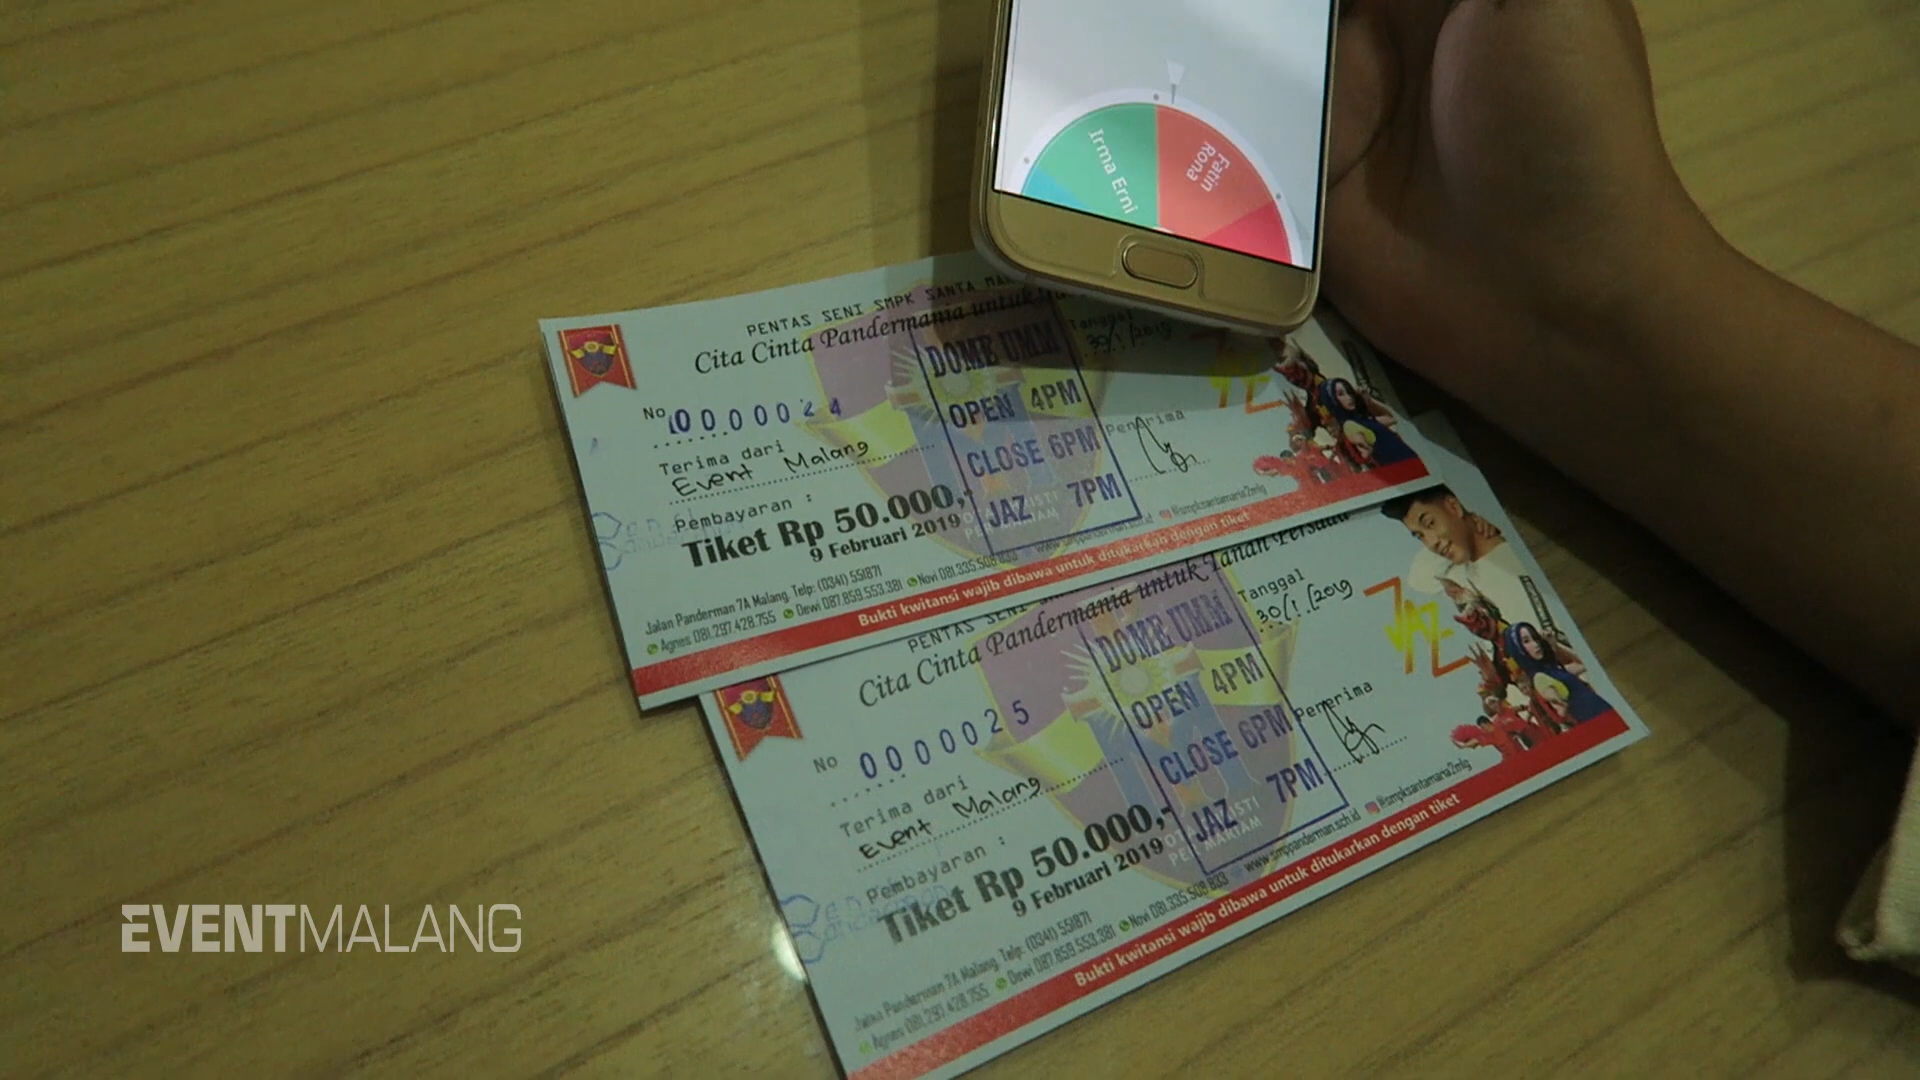 Fatin
Rona
Irma Erni
PENTAS SENI SMPK SANTA
Cita Cinta Pandermania untuk
DOME UMM
OPEN 4PM
CLOSE 6PM
JAZ 7PM
Tanggal
30/1/2019
No 0000024
Terima dari
Event Malang
Penerima
Pembayaran :
Tiket Rp 50.000,-
9 Februari 2019
Jalan Panderman 7A Malang. Telp: (0341) 551871
Agnes 081.297.428.755 Dewi 087.859.553.381 Novi 081.335.508.833 www.smppanderman.sch.id @smpksantamaria2mlg
Bukti kwitansi wajib dibawa untuk ditukarkan dengan tiket
PENTAS SENI
Cita Cinta Pandermania untuk Tanah Persada
DOME UMM
OPEN 4PM
CLOSE 6PM
JAZ 7PM
Tanggal
30/1/2019
JAZ
No 0000025
Terima dari
Event Malang
Penerima
Pembayaran :
Tiket Rp 50.000,-
9 Februari 2019
Jalan Panderman 7A Malang. Telp: (0341) 551871
Agnes 081.297.428.755 Dewi 087.859.553.381 Novi 081.335.508.833 www.smppanderman.sch.id @smpksantamaria2mlg
Bukti kwitansi wajib dibawa untuk ditukarkan dengan tiket
EVENTMALANG